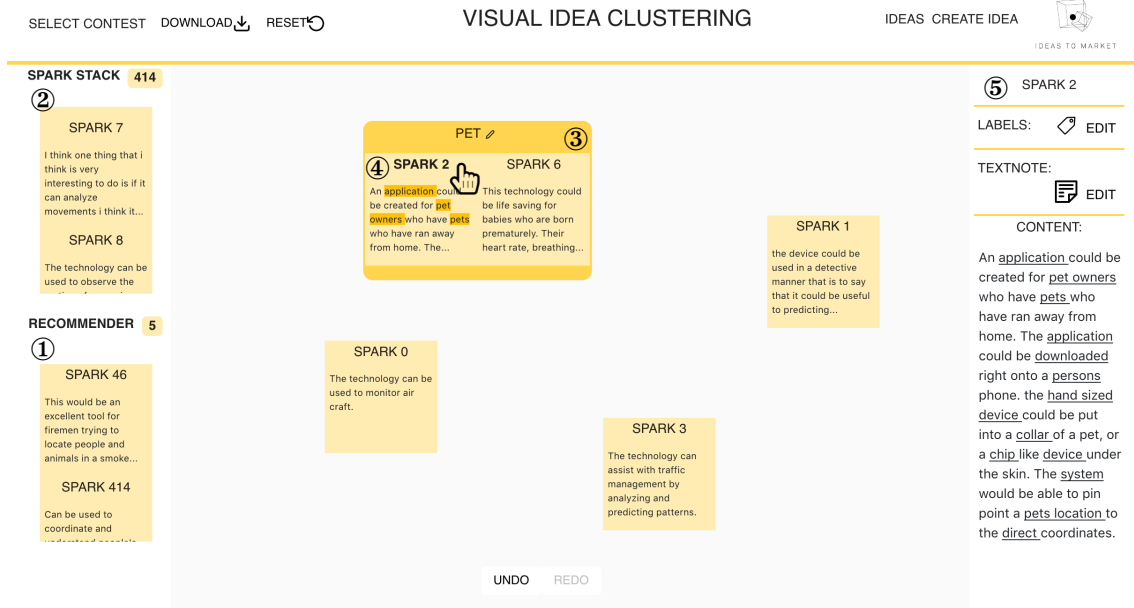 SELECT CONTEST DOWNLOAD RESET
VISUAL IDEA CLUSTERING
IDEAS CREATE IDEA
IDEAS TO MARKET
SPARK STACK 414
②
SPARK 7
I think one thing that i
think is very
interesting to do is if it
can analyze
movements i think it...
SPARK 8
The technology can be
used to observe the
RECOMMENDER 5
①
SPARK 46
This would be an
excellent tool for
firemen trying to
locate people and
animals in a smoke...
SPARK 414
Can be used to
coordinate and
understand people's
PET
③
④ SPARK 2
An application could
be created for pet
owners who have pets
who have ran away
from home. The...
SPARK 6
This technology could
be life saving for
babies who are born
prematurely. Their
heart rate, breathing...
SPARK 1
the device could be
used in a detective
manner that is to say
that it could be useful
to predicting...
SPARK 0
The technology can be
used to monitor air
craft.
SPARK 3
The technology can
assist with traffic
management by
analyzing and
predicting patterns.
UNDO REDO
⑤ SPARK 2
LABELS: EDIT
TEXTNOTE:
EDIT
CONTENT:
An application could be
created for pet owners
who have pets who
have ran away from
home. The application
could be downloaded
right onto a persons
phone. the hand sized
device could be put
into a collar of a pet, or
a chip like device under
the skin. The system
would be able to pin
point a pets location to
the direct coordinates.